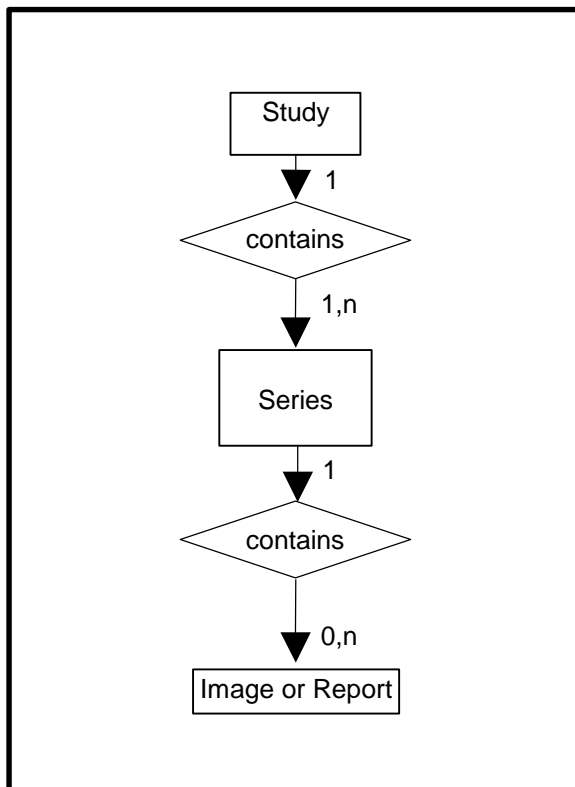 Study
1
contains
1,n
Series
1
contains
0,n
Image or Report